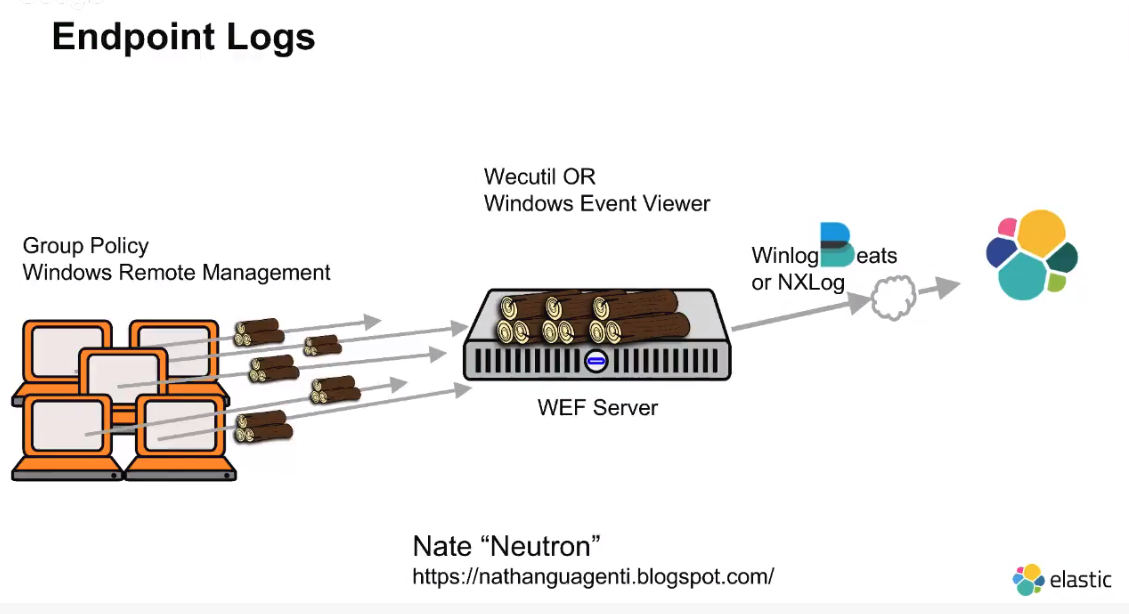 Endpoint Logs
Wecutil OR
Windows Event Viewer
Group Policy
Windows Remote Management
WinlogBeats
or NXLog
WEF Server
Nate “Neutron”
https://nathanguagenti.blogspot.com/
elastic